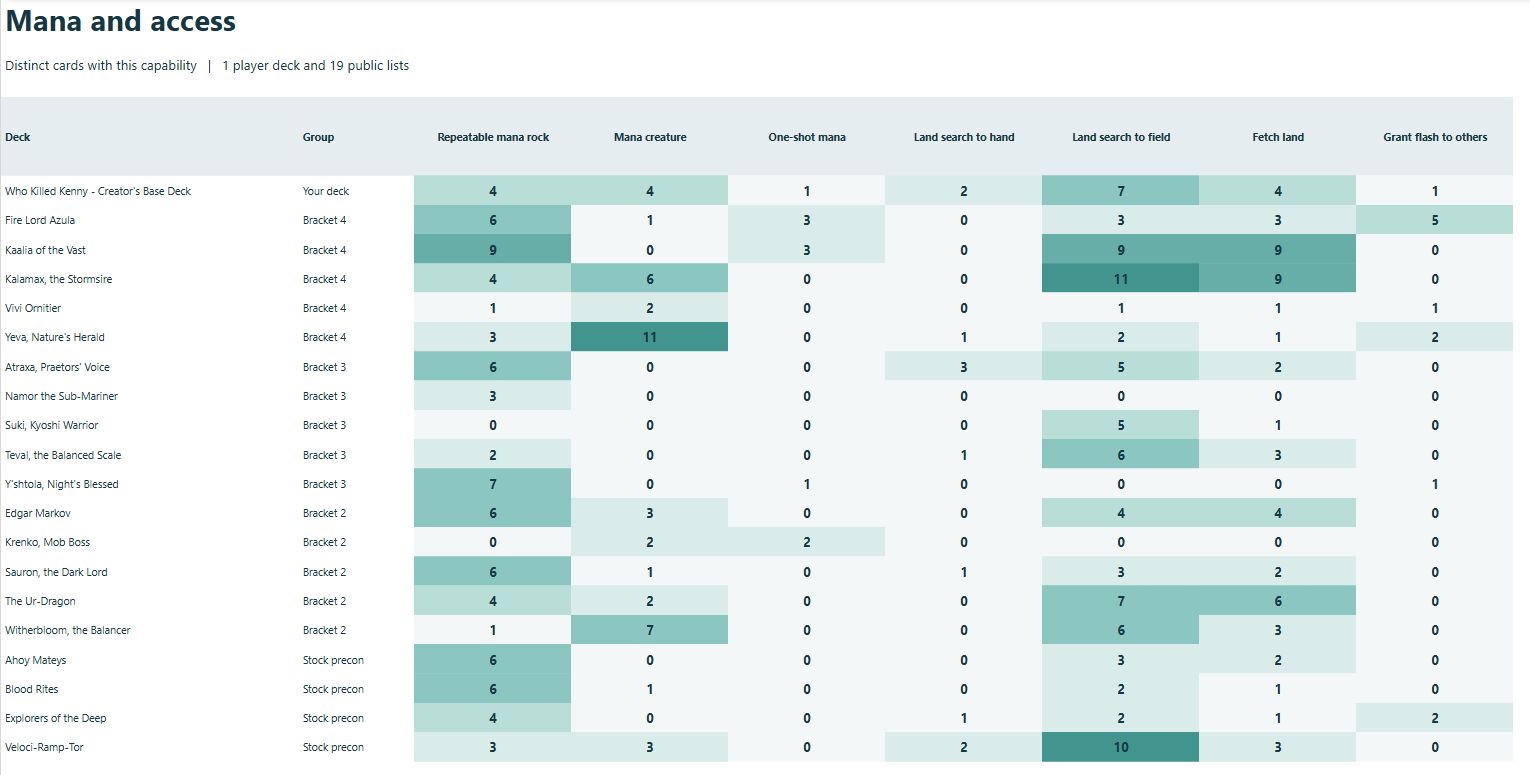 Mana and access
Distinct cards with this capability | 1 player deck and 19 public lists
Deck Group Repeatable mana rock Mana creature One-shot mana Land search to hand Land search to field Fetch land Grant flash to others
Who Killed Kenny - Creator's Base Deck Your deck 4 4 1 2 7 4 1
Fire Lord Azula Bracket 4 6 1 3 0 3 3 5
Kaalia of the Vast Bracket 4 9 0 3 0 9 9 0
Kalamax, the Stormsire Bracket 4 4 6 0 0 11 9 0
Vivi Ornitier Bracket 4 1 2 0 0 1 1 1
Yeva, Nature's Herald Bracket 4 3 11 0 1 2 1 2
Atraxa, Praetors' Voice Bracket 3 6 0 0 3 5 2 0
Namor the Sub-Mariner Bracket 3 3 0 0 0 0 0 0
Suki, Kyoshi Warrior Bracket 3 0 0 0 0 5 1 0
Teval, the Balanced Scale Bracket 3 2 0 0 1 6 3 0
Y'shtola, Night's Blessed Bracket 3 7 0 1 0 0 0 1
Edgar Markov Bracket 2 6 3 0 0 4 4 0
Krenko, Mob Boss Bracket 2 0 2 2 0 0 0 0
Sauron, the Dark Lord Bracket 2 6 1 0 1 3 2 0
The Ur-Dragon Bracket 2 4 2 0 0 7 6 0
Witherbloom, the Balancer Bracket 2 1 7 0 0 6 3 0
Ahoy Mateys Stock precon 6 0 0 0 3 2 0
Blood Rites Stock precon 6 1 0 0 2 1 0
Explorers of the Deep Stock precon 4 0 0 1 2 1 2
Veloci-Ramp-Tor Stock precon 3 3 0 2 10 3 0